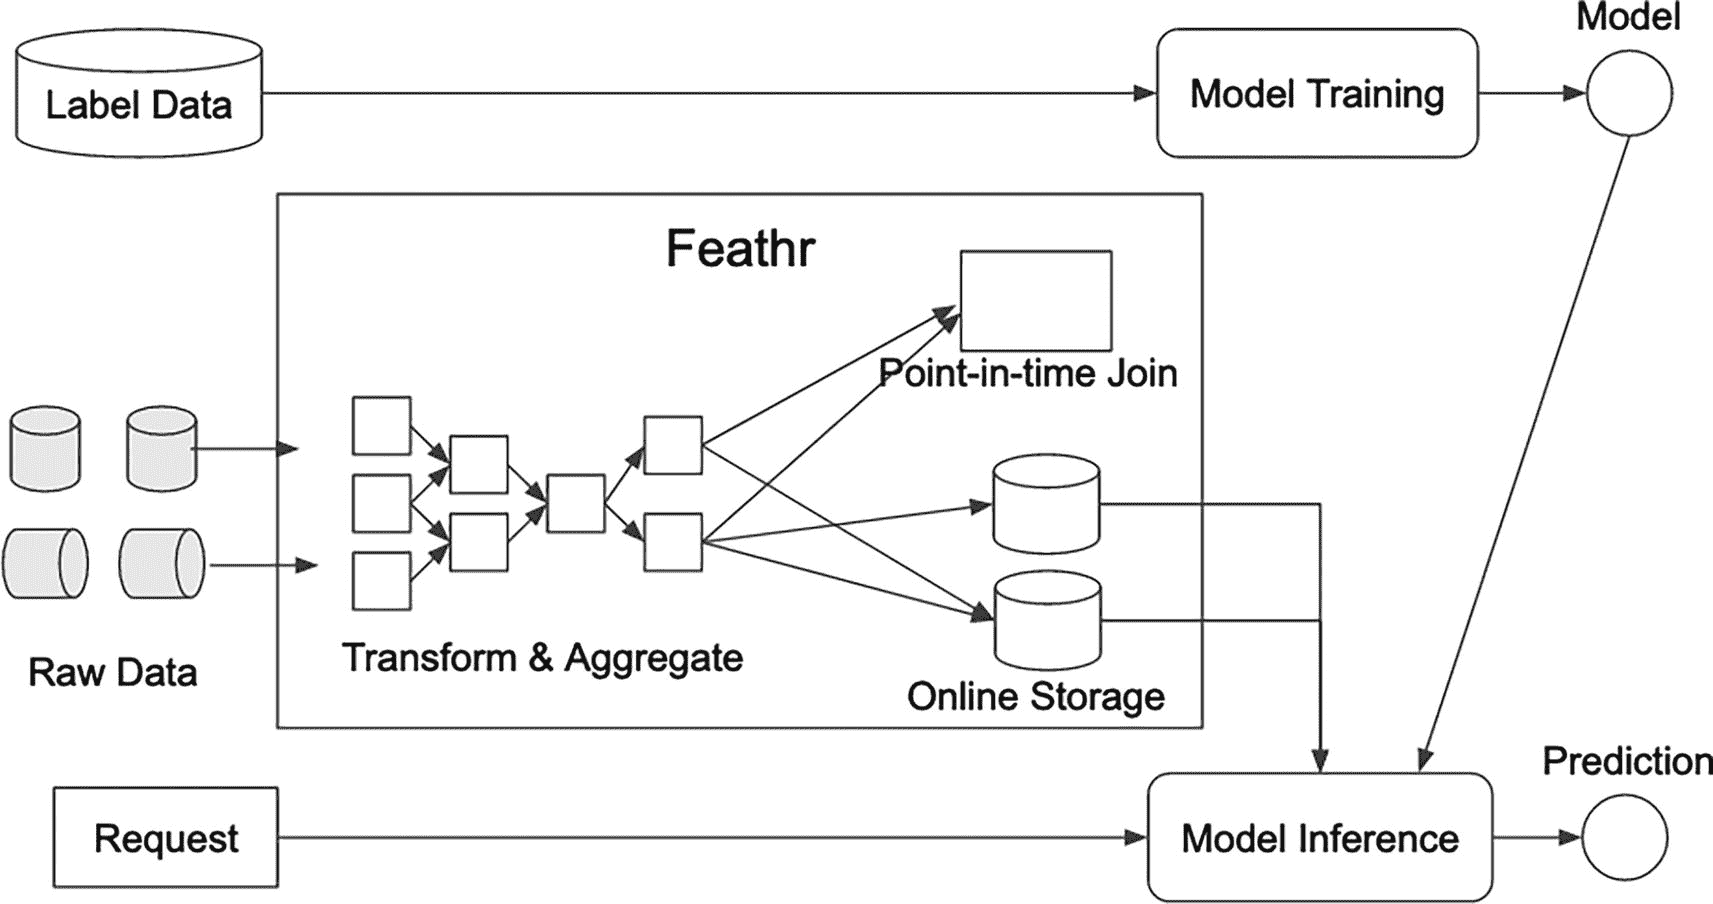 Model
Label Data
Model Training
Feathr
Point-in-time Join
Transform & Aggregate
Raw Data
Online Storage
Prediction
Request
Model Inference